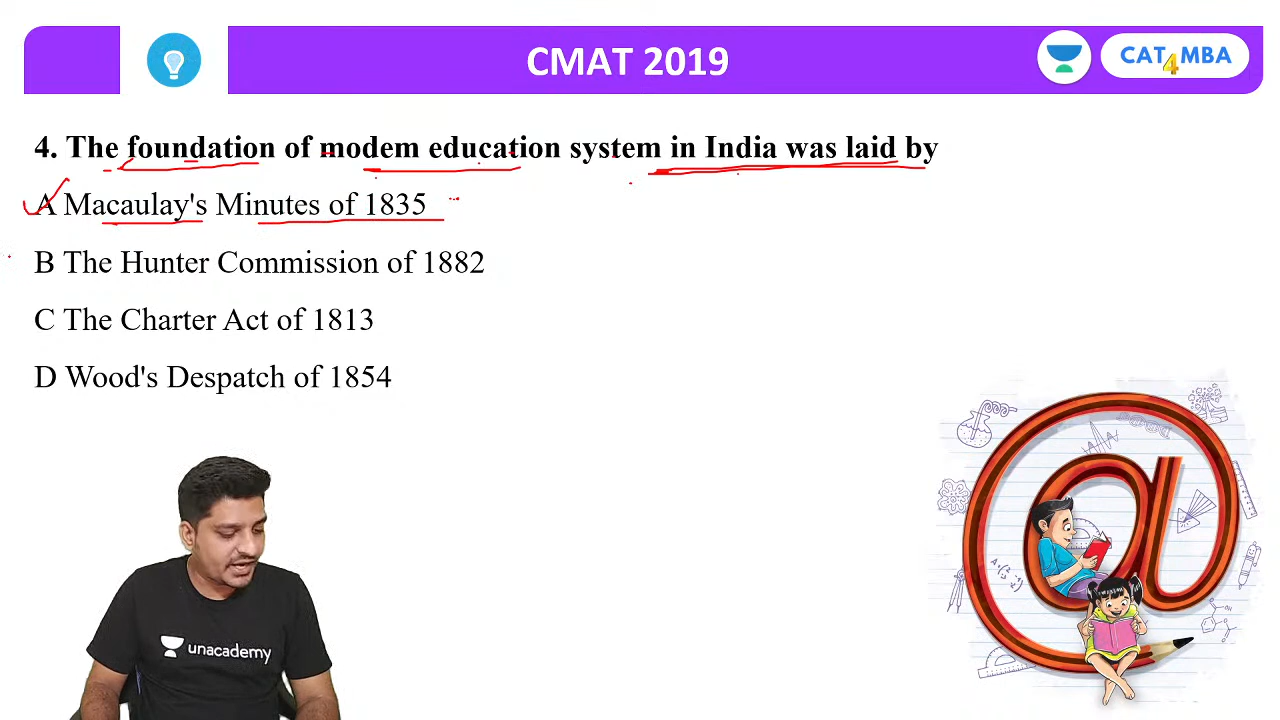 CMAT 2019
CAT4MBA
4. The foundation of modem education system in India was laid by
A Macaulay's Minutes of 1835
B The Hunter Commission of 1882
C The Charter Act of 1813
D Wood's Despatch of 1854
unacademy